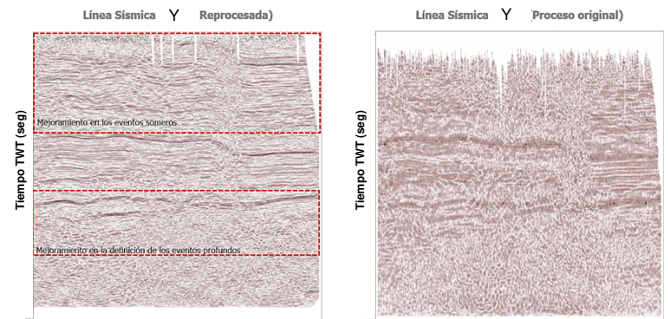 Línea Sísmica Y Reprocesada)
Línea Sísmica Y (Proceso original)
Tiempo TWT (seg)
Mejoramiento en los eventos someros
Mejoramiento en la definición de los eventos profundos
Tiempo TWT (seg)